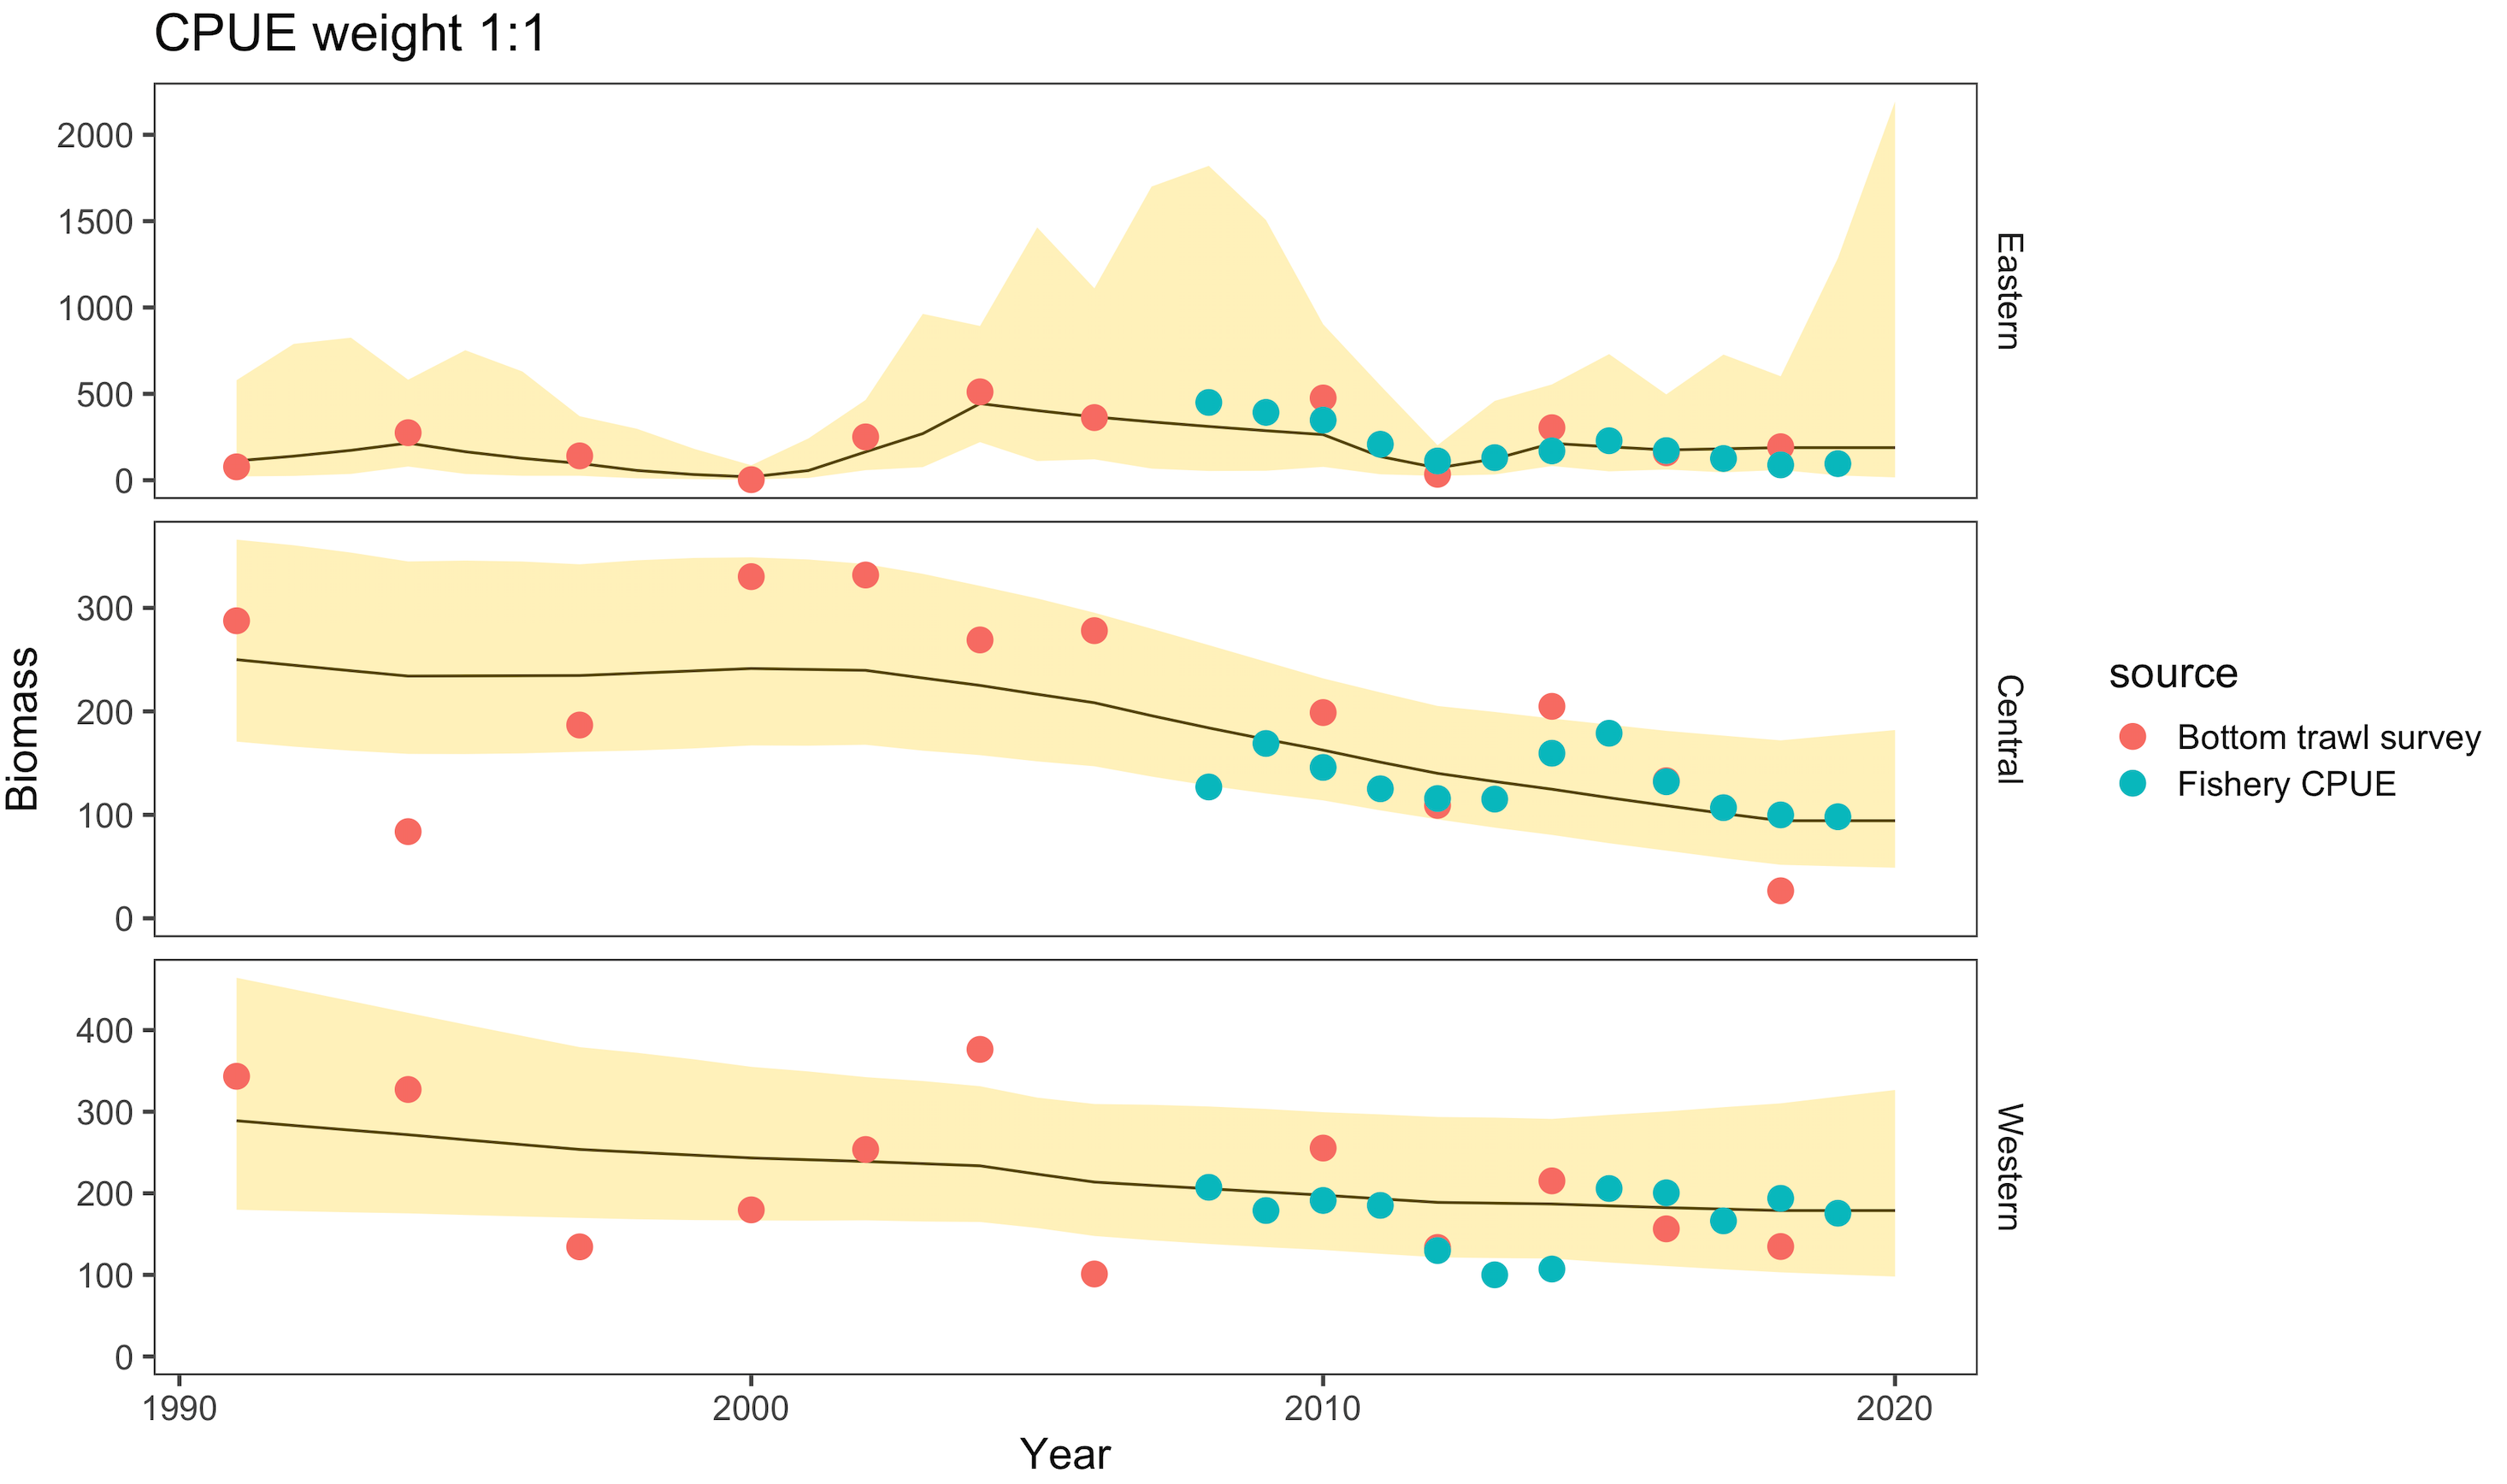 CPUE weight 1:1
2000
1500
1000
500
0
Eastern
300
200
100
0
Central
400
300
200
100
0
Western
Biomass
1990
2000
2010
2020
Year
source
Bottom trawl survey
Fishery CPUE